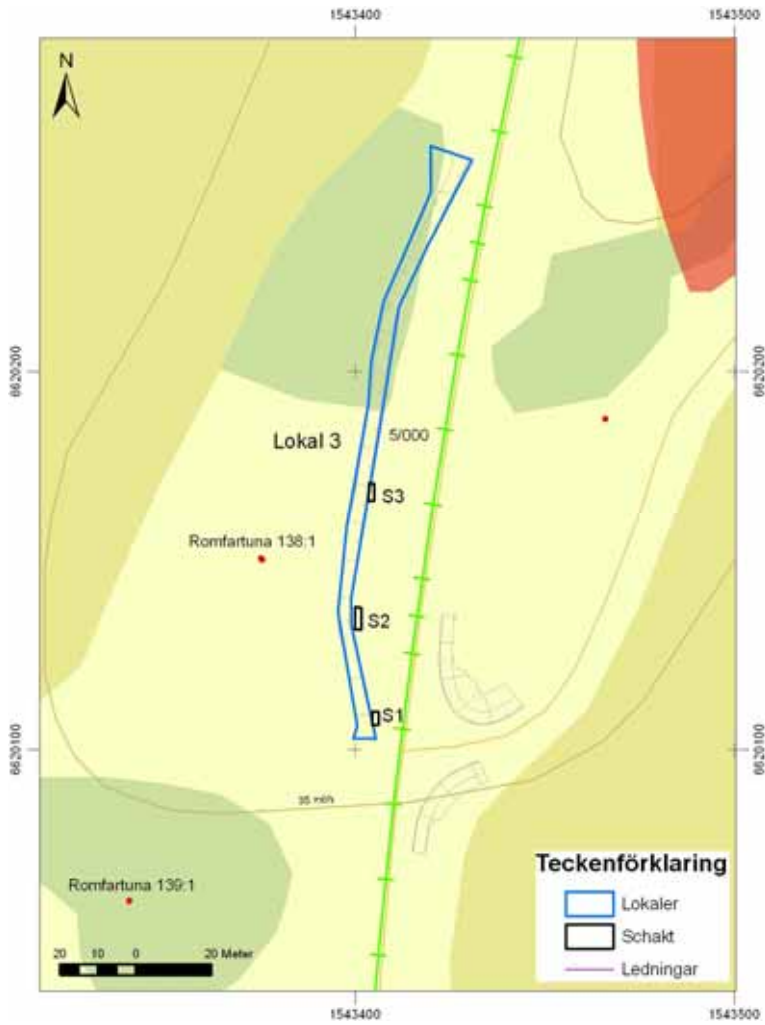 1543400
1543500
N
6620200
6620200
Lokal 3
5/000
S3
Romfartuna 138:1
S2
S1
6620100
6620100
Romfartuna 139:1
20 10 0 20 Meter
Teckenförklaring
Lokaler
Schakt
Ledningar
1543400
1543500